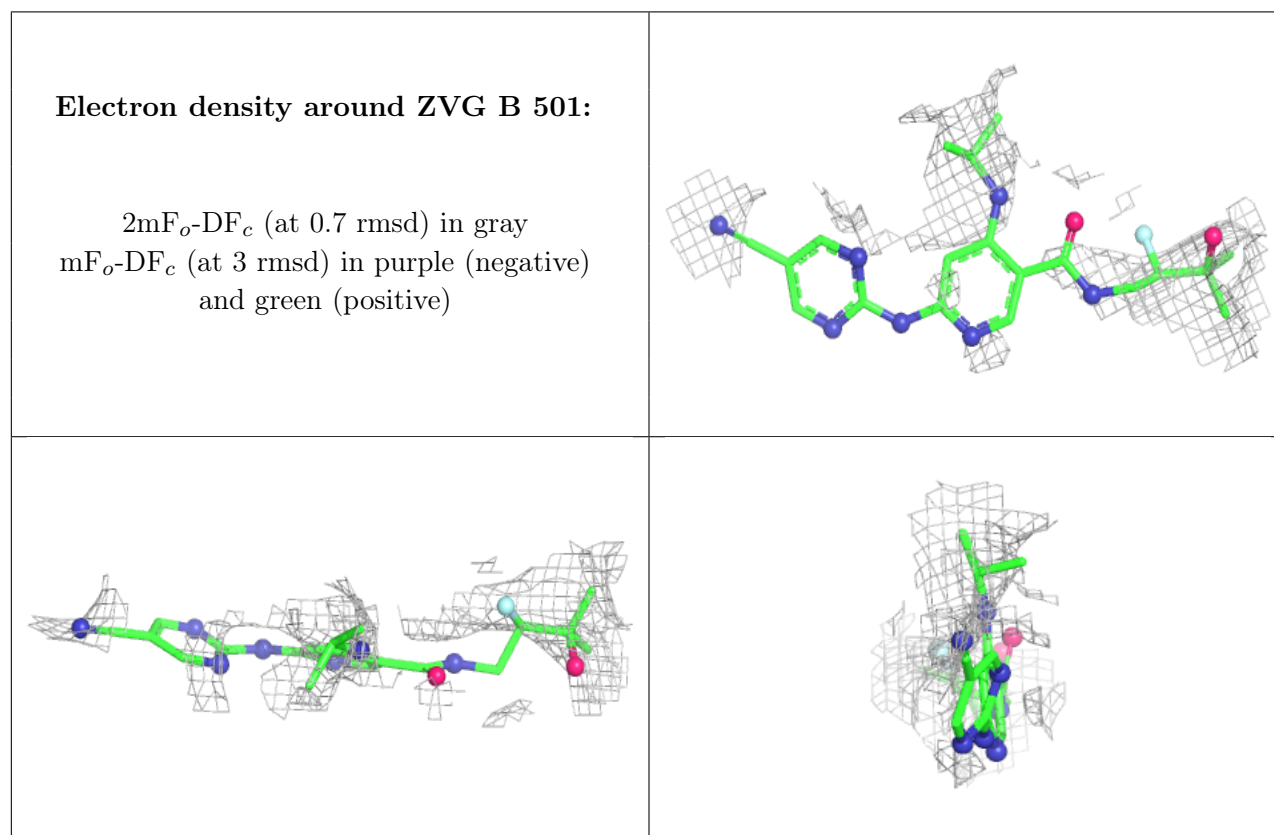 Electron density around ZVG B 501:
2mFo-DFc (at 0.7 rmsd) in gray
mFo-DFc (at 3 rmsd) in purple (negative)
and green (positive)